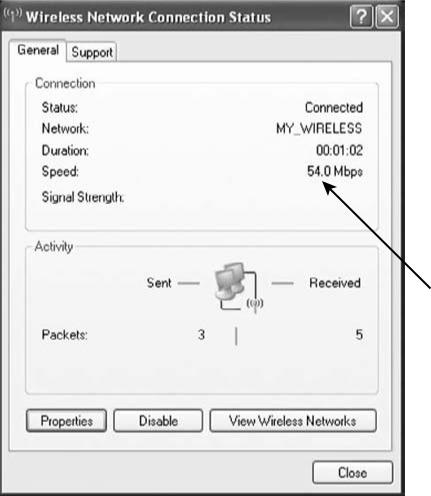 Wireless Network Connection Status
General Support
Connection
Status: Connected
Network: MY_WIRELESS
Duration: 00:01:02
Speed: 54.0 Mbps
Signal Strength:
Activity
Sent Received
Packets: 3 5
Properties Disable View Wireless Networks
Close